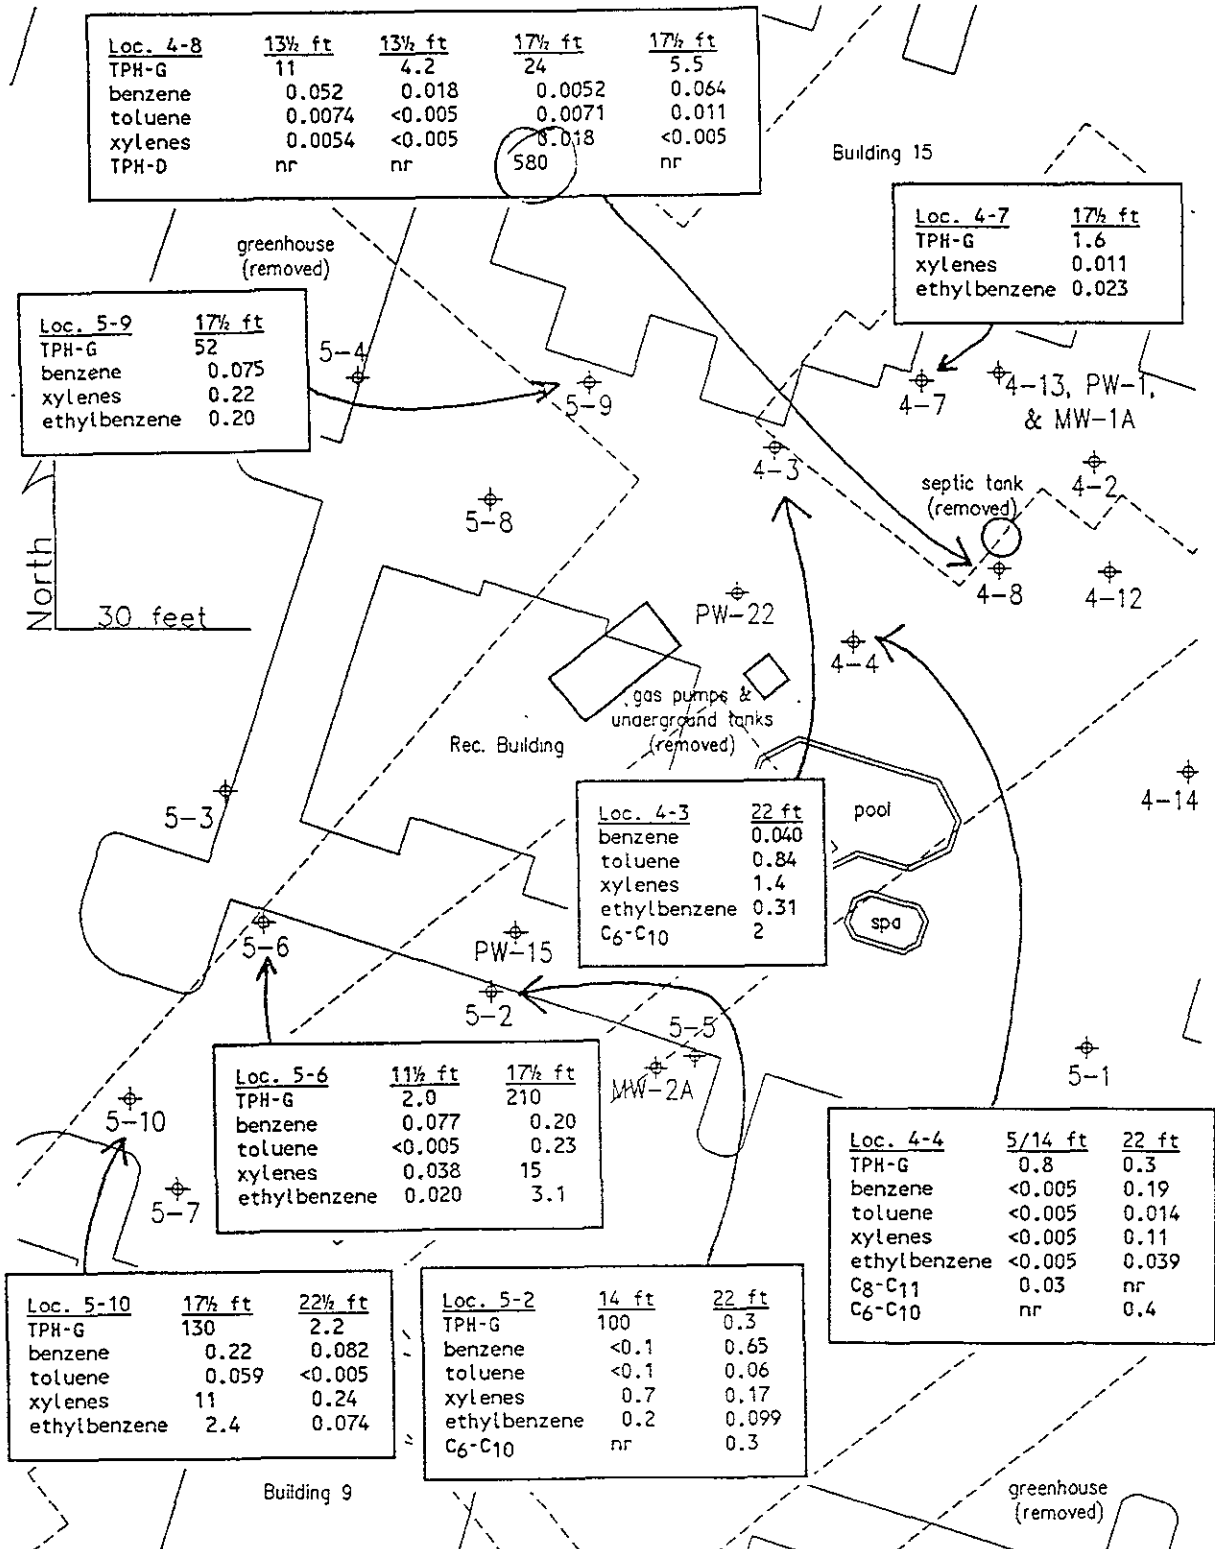 Loc. 4-8 13½ ft 13½ ft 17½ ft 17½ ft
TPH-G 11 4.2 24 5.5
benzene 0.052 0.018 0.0052 0.064
toluene 0.0074 <0.005 0.0071 0.011
xylenes 0.0054 <0.005 0.018 <0.005
TPH-D nr nr 580 nr
Building 15
Loc. 4-7 17½ ft
TPH-G 1.6
xylenes 0.011
ethylbenzene 0.023
greenhouse
(removed)
Loc. 5-9 17½ ft
TPH-G 52
benzene 0.075
xylenes 0.22
ethylbenzene 0.20
5-4
5-9
4-7
4-13, PW-1,
& MW-1A
4-3
4-2
septic tank
(removed)
5-8
North
30 feet
PW-22
4-8
4-12
4-4
gas pumps &
underground tanks
(removed)
Rec. Building
5-3
pool
4-14
Loc. 4-3 22 ft
benzene 0.040
toluene 0.84
xylenes 1.4
ethylbenzene 0.31
C6-C10 2
spa
5-6
PW-15
5-2
5-5
MW-2A
5-1
Loc. 5-6 11½ ft 17½ ft
TPH-G 2.0 210
benzene 0.077 0.20
toluene <0.005 0.23
xylenes 0.038 15
ethylbenzene 0.020 3.1
5-10
5-7
Loc. 4-4 5/14 ft 22 ft
TPH-G 0.8 0.3
benzene <0.005 0.19
toluene <0.005 0.014
xylenes <0.005 0.11
ethylbenzene <0.005 0.039
C8-C11 0.03 nr
C6-C10 nr 0.4
Loc. 5-10 17½ ft 22½ ft
TPH-G 130 2.2
benzene 0.22 0.082
toluene 0.059 <0.005
xylenes 11 0.24
ethylbenzene 2.4 0.074
Loc. 5-2 14 ft 22 ft
TPH-G 100 0.3
benzene <0.1 0.65
toluene <0.1 0.06
xylenes 0.7 0.17
ethylbenzene 0.2 0.099
C6-C10 nr 0.3
Building 9
greenhouse
(removed)